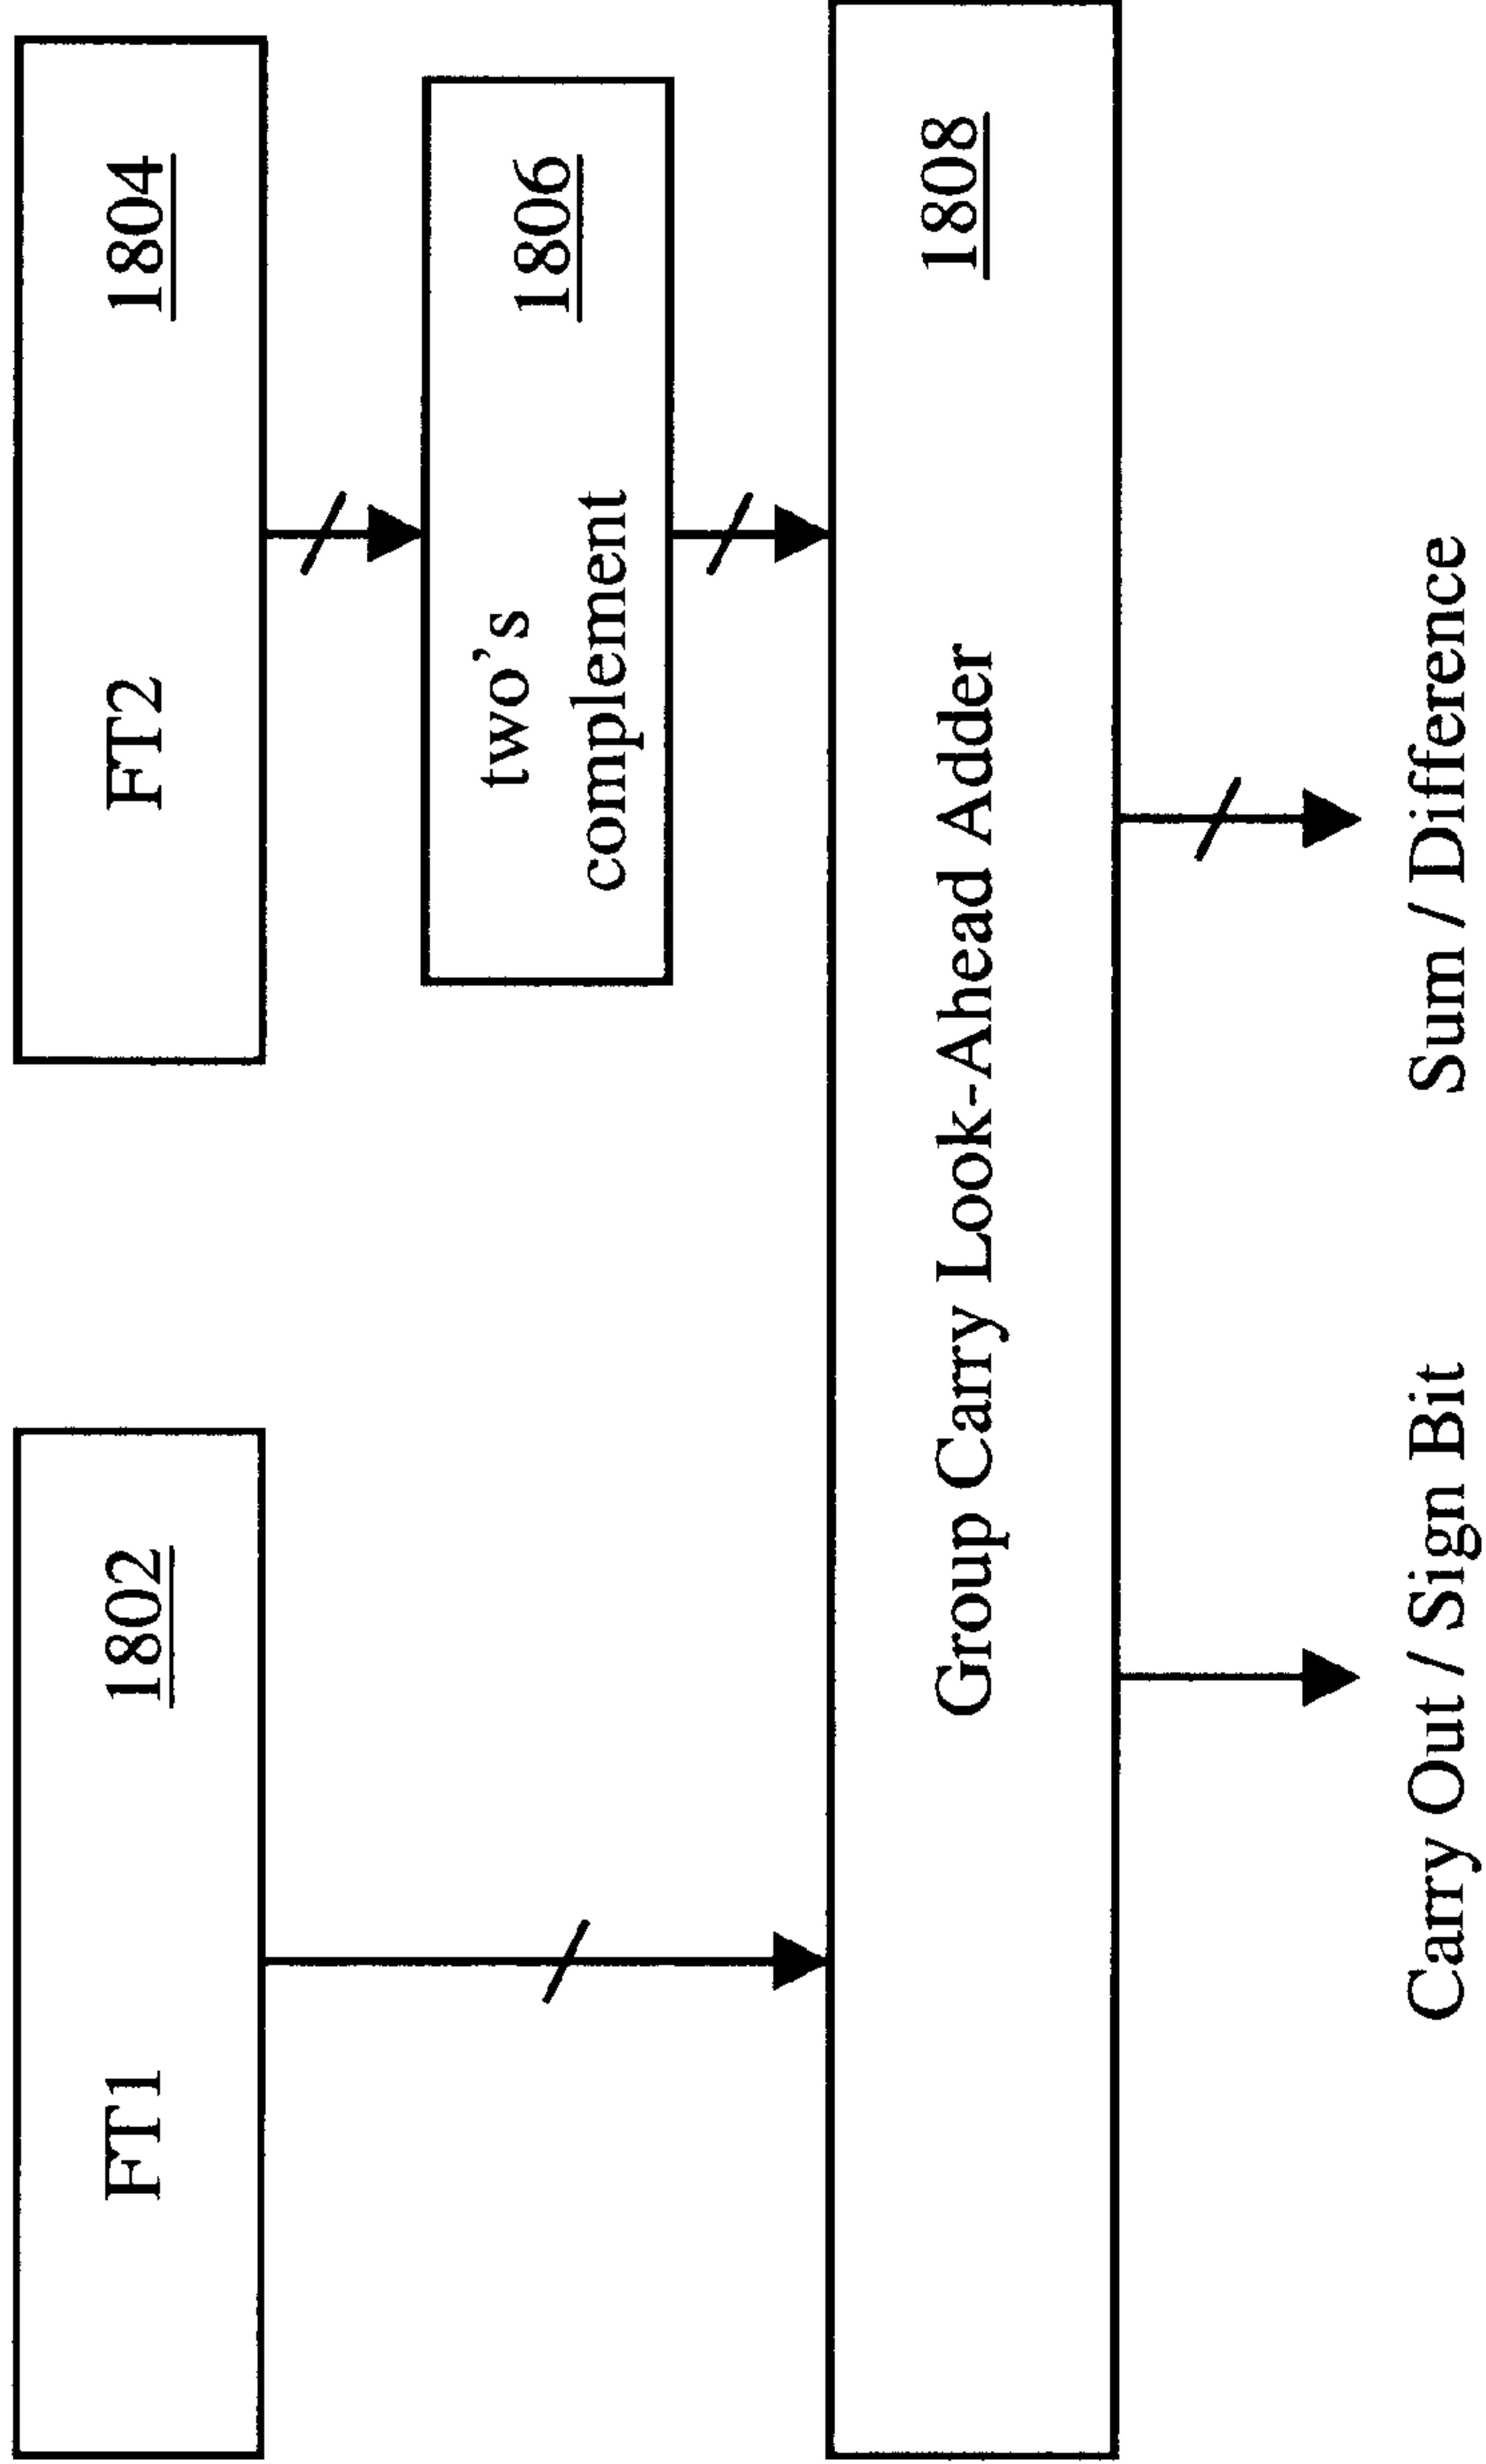 FT1 1802
FT2 1804
two's
complement 1806
Group Carry Look-Ahead Adder 1808
Carry Out / Sign Bit
Sum / Difference